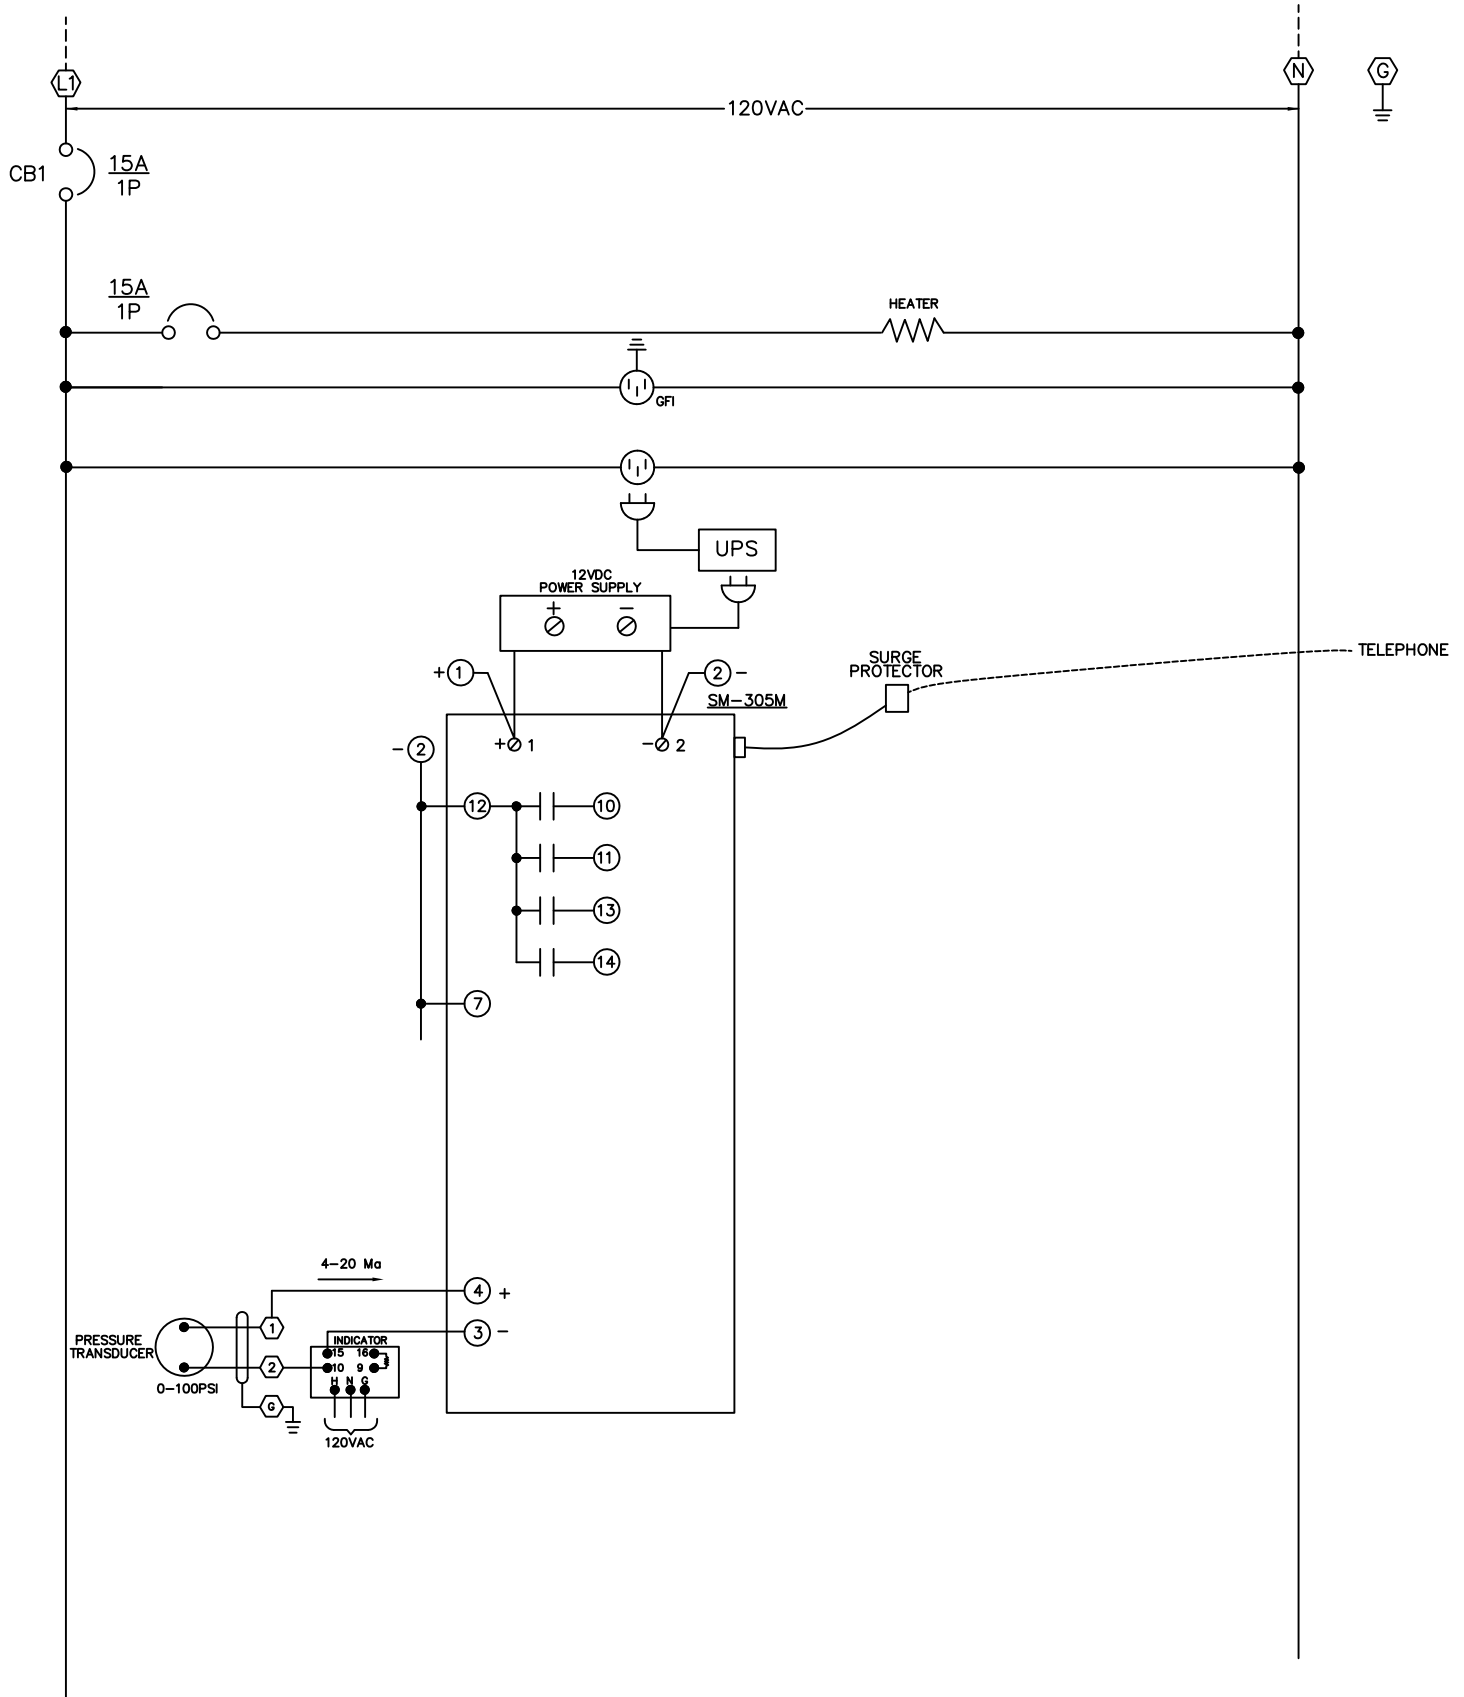 L1
N
G
120VAC
CB1
15A
1P
15A
1P
HEATER
GFI
UPS
12VDC
POWER SUPPLY
+ −
SURGE
PROTECTOR
TELEPHONE
+ 1
2 −
SM-305M
− 2
+ 1
− 2
12
10
11
13
14
7
4-20 Ma
4 +
3 −
PRESSURE
TRANSDUCER
0-100PSI
1
2
G
INDICATOR
15 16
10 9
H N G
120VAC